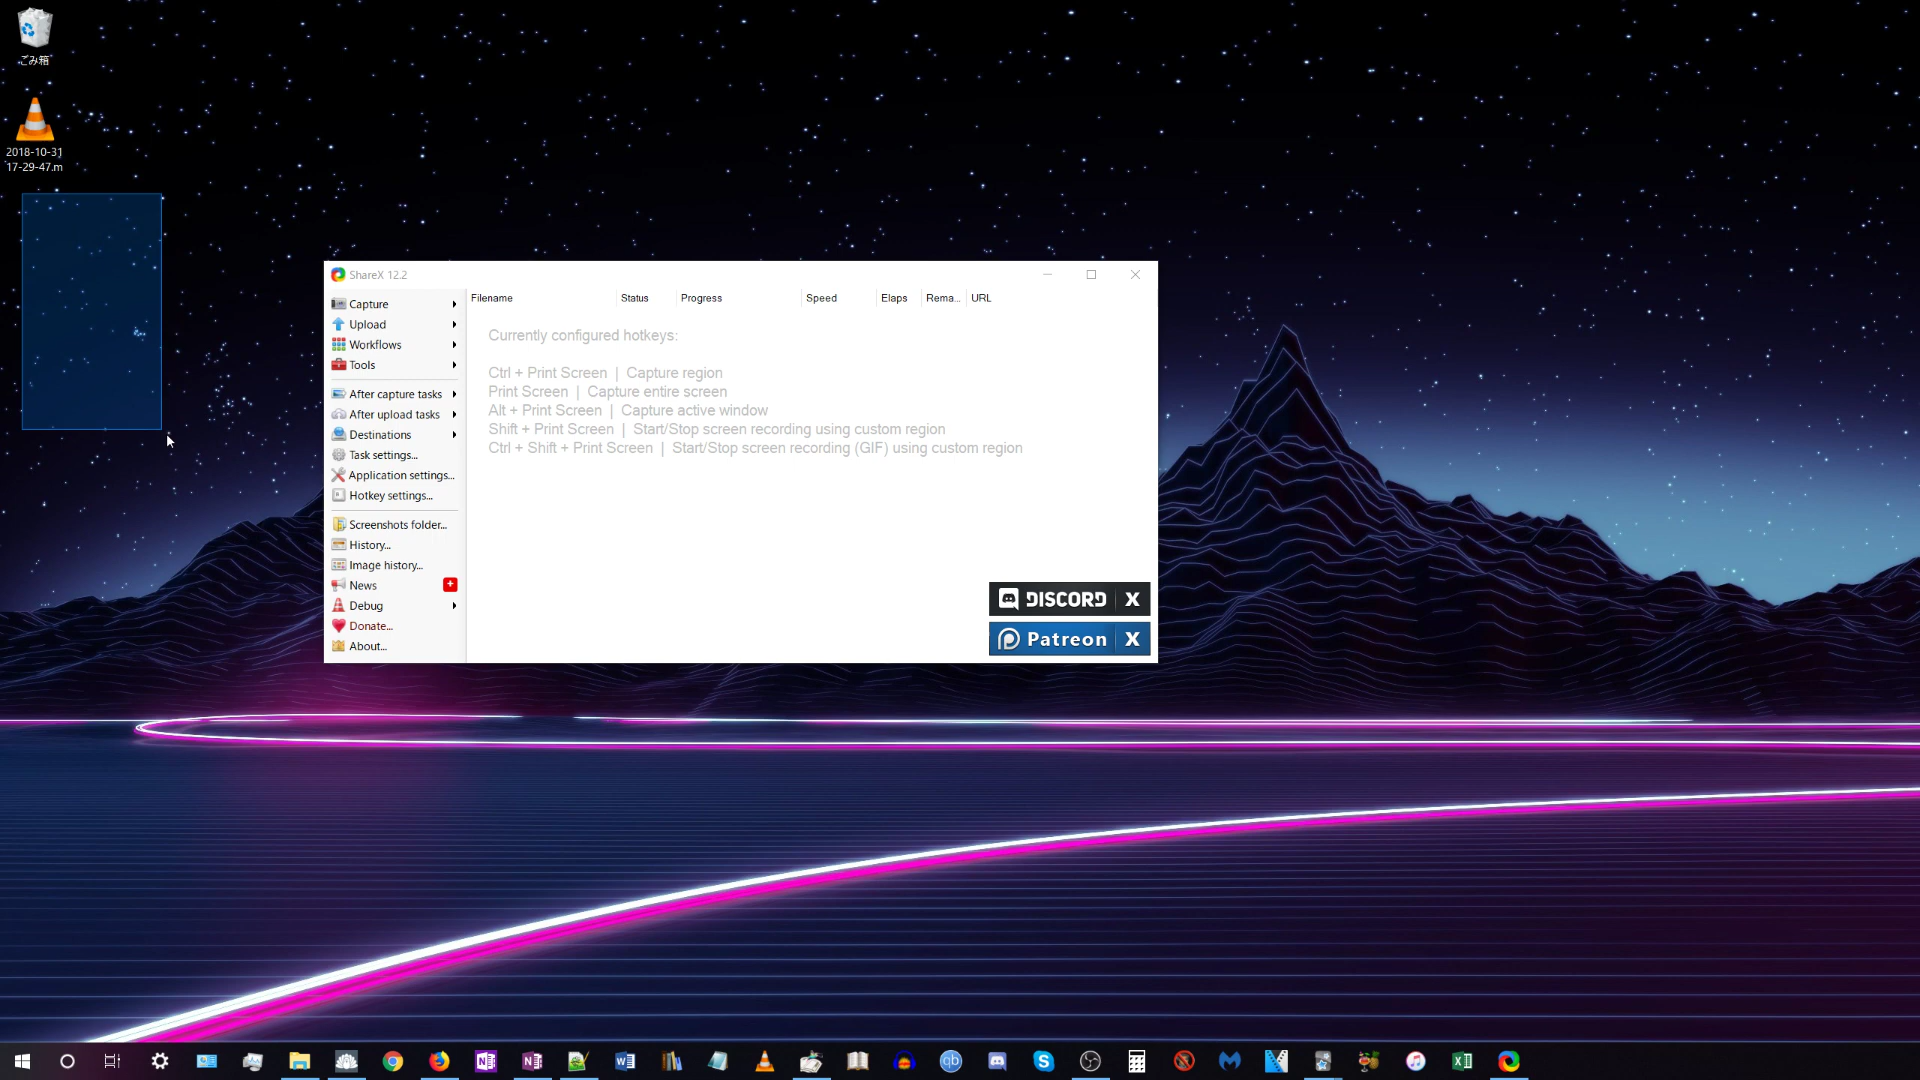 ごみ箱
2018-10-31
17-29-47.m
ShareX 12.2
Capture
Upload
Workflows
Tools
After capture tasks
After upload tasks
Destinations
Task settings...
Application settings...
Hotkey settings...
Screenshots folder...
History...
Image history...
News
Debug
Donate...
About...
Filename Status Progress Speed Elaps Rema... URL
Currently configured hotkeys:
Ctrl + Print Screen | Capture region
Print Screen | Capture entire screen
Alt + Print Screen | Capture active window
Shift + Print Screen | Start/Stop screen recording using custom region
Ctrl + Shift + Print Screen | Start/Stop screen recording (GIF) using custom region
DISCORD X
Patreon X